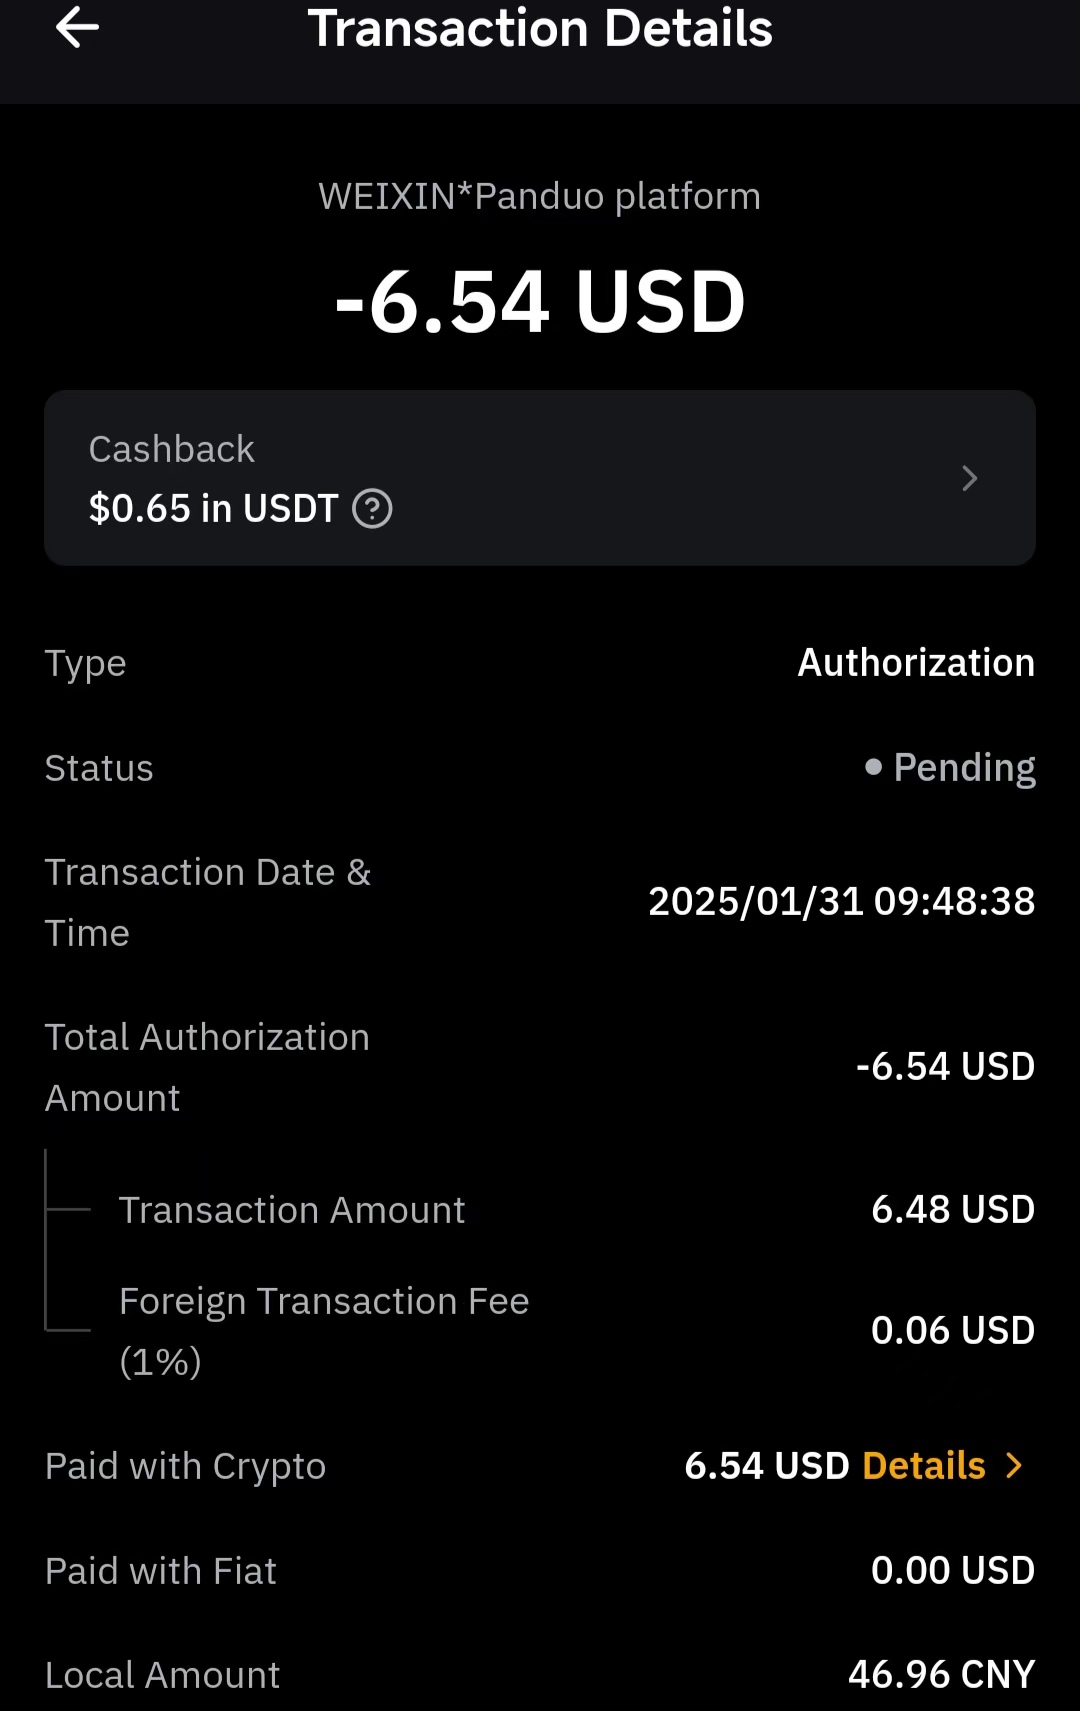 Transaction Details
WEIXIN*Panduo platform
-6.54 USD
Cashback
$0.65 in USDT ?
Type Authorization
Status Pending
Transaction Date &
Time 2025/01/31 09:48:38
Total Authorization
Amount -6.54 USD
Transaction Amount 6.48 USD
Foreign Transaction Fee
(1%) 0.06 USD
Paid with Crypto 6.54 USD Details
Paid with Fiat 0.00 USD
Local Amount 46.96 CNY